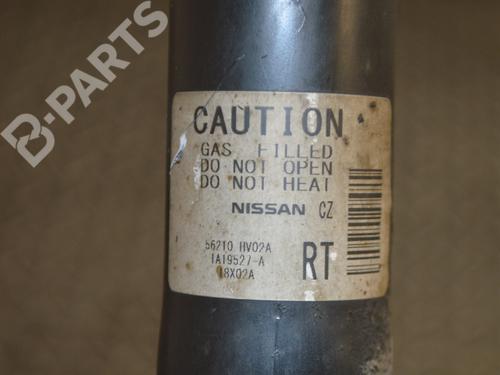 B-PARTS
CAUTION
GAS FILLED
DO NOT OPEN
DO NOT HEAT
NISSAN CZ
56210 HV02A
1A19527-A
18X02A
RT